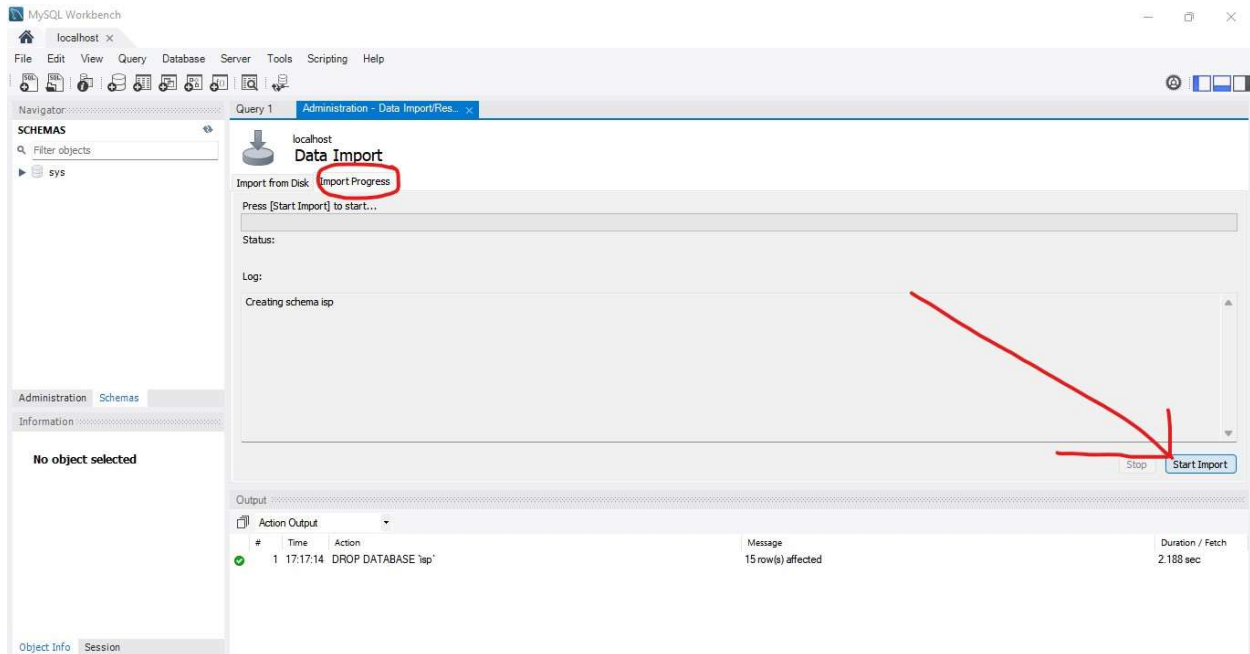 MySQL Workbench
localhost ×
File Edit View Query Database Server Tools Scripting Help
Navigator
SCHEMAS
Filter objects
sys
Administration Schemas
Information
No object selected
Object Info Session
Query 1 Administration - Data Import/Res... ×
localhost
Data Import
Import from Disk Import Progress
Press [Start Import] to start...
Status:
Log:
Creating schema isp
Stop Start Import
Output
Action Output
# Time Action Message Duration / Fetch
1 17:17:14 DROP DATABASE `isp` 15 row(s) affected 2.188 sec